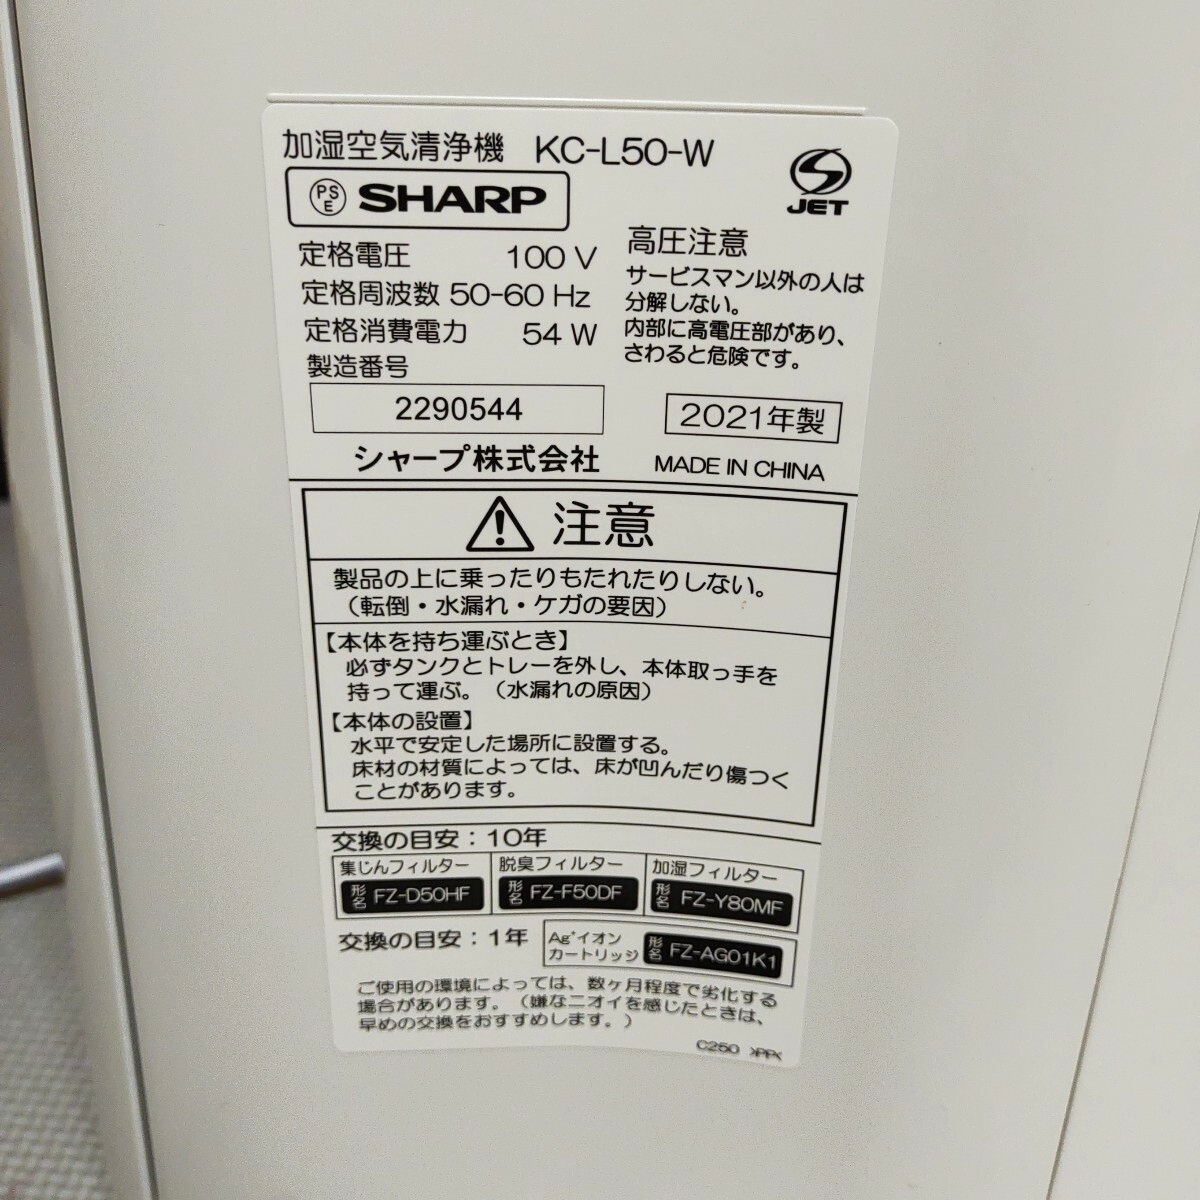 加湿空気清浄機 KC-L50-W
PSE SHARP
JET
定格電圧 100 V
定格周波数 50-60 Hz
定格消費電力 54 W
製造番号
2290544
シャープ株式会社
高圧注意
サービスマン以外の人は
分解しない。
内部に高電圧部があり、
さわると危険です。
2021年製
MADE IN CHINA
注意
製品の上に乗ったりもたれたりしない。
（転倒・水漏れ・ケガの要因）
【本体を持ち運ぶとき】
必ずタンクとトレーを外し、本体取っ手を
持って運ぶ。（水漏れの原因）
【本体の設置】
水平で安定した場所に設置する。
床材の材質によっては、床が凹んだり傷つく
ことがあります。
交換の目安：10年
集じんフィルター
形名 FZ-D50HF
脱臭フィルター
形名 FZ-F50DF
加湿フィルター
形名 FZ-Y80MF
交換の目安：1年
Ag⁺イオン
カートリッジ
形名 FZ-AG01K1
ご使用の環境によっては、数ヶ月程度で劣化する
場合があります。（嫌なニオイを感じたときは、
早めの交換をおすすめします。）
C250 >PP<